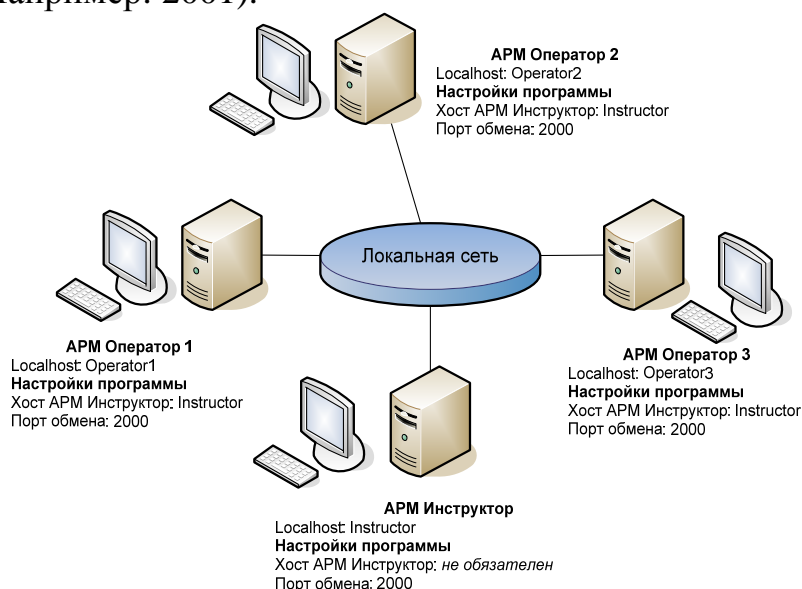 например: 2001).
АРМ Оператор 2
Localhost: Operator2
Настройки программы
Хост АРМ Инструктор: Instructor
Порт обмена: 2000
Локальная сеть
АРМ Оператор 1
Localhost: Operator1
Настройки программы
Хост АРМ Инструктор: Instructor
Порт обмена: 2000
АРМ Оператор 3
Localhost: Operator3
Настройки программы
Хост АРМ Инструктор: Instructor
Порт обмена: 2000
АРМ Инструктор
Localhost: Instructor
Настройки программы
Хост АРМ Инструктор: не обязателен
Порт обмена: 2000